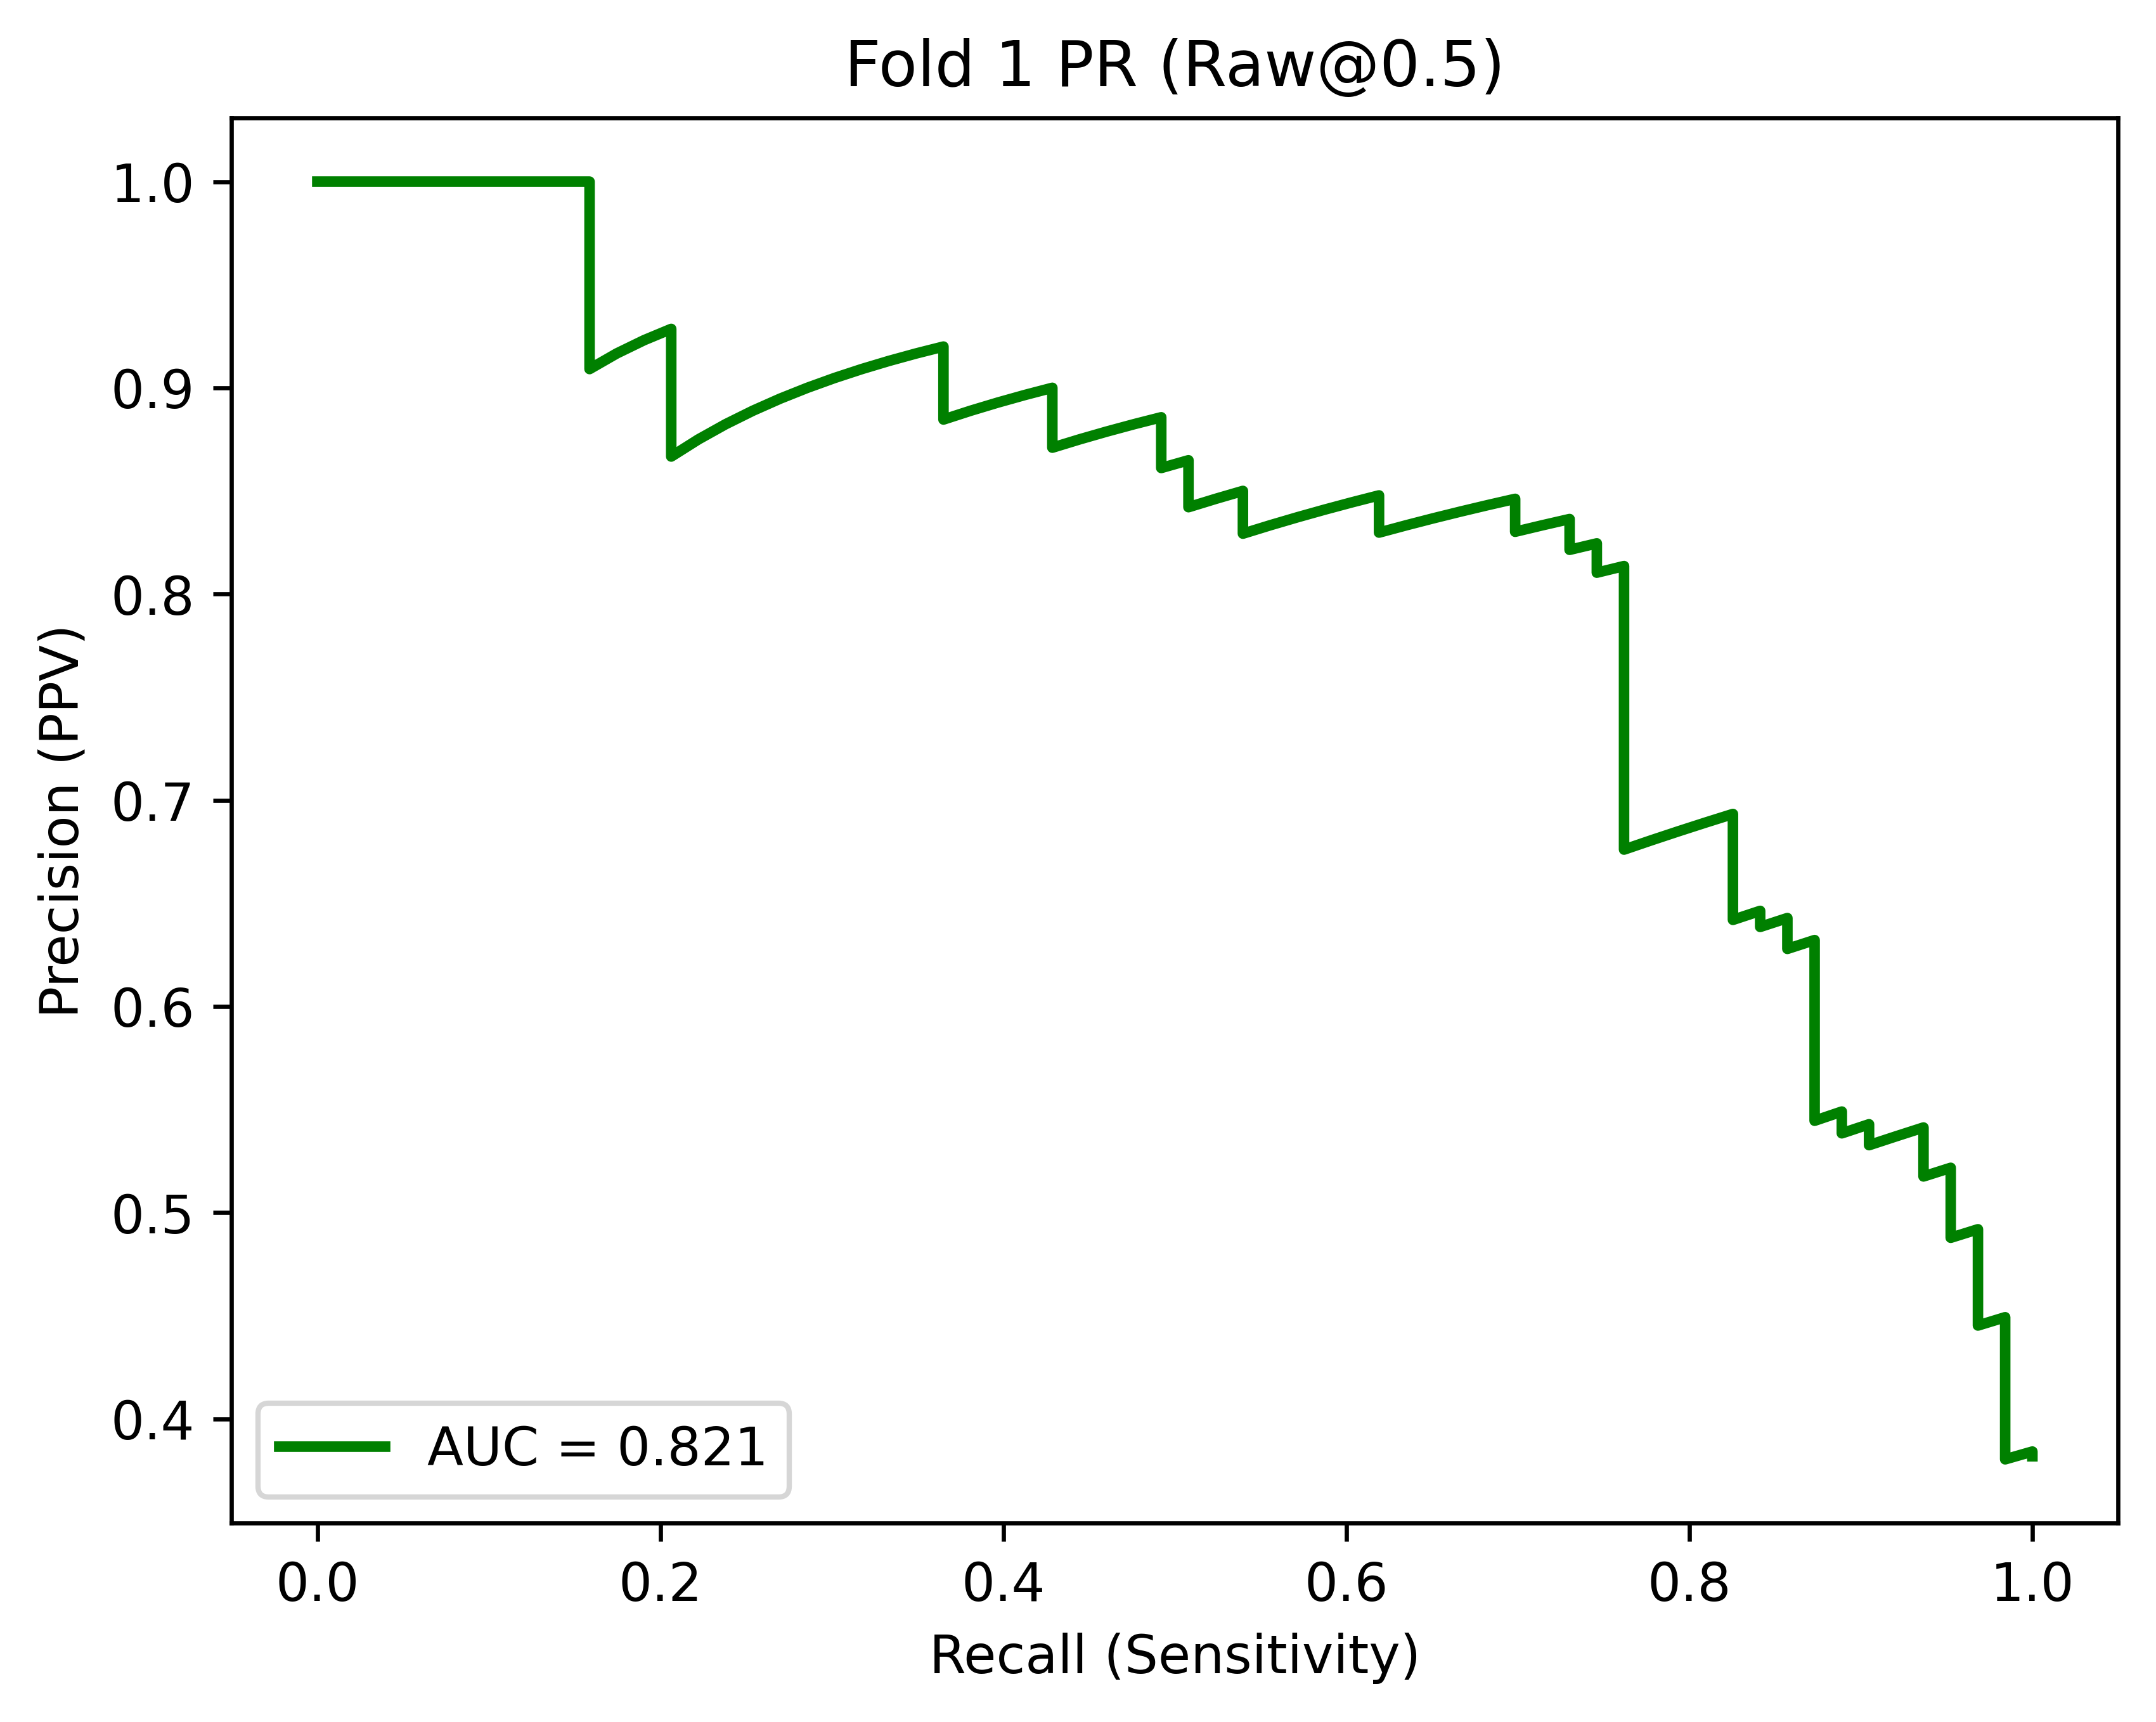 Fold 1 PR (Raw@0.5)
Precision (PPV)
1.0
0.9
0.8
0.7
0.6
0.5
0.4
AUC = 0.821
0.0 0.2 0.4 0.6 0.8 1.0
Recall (Sensitivity)